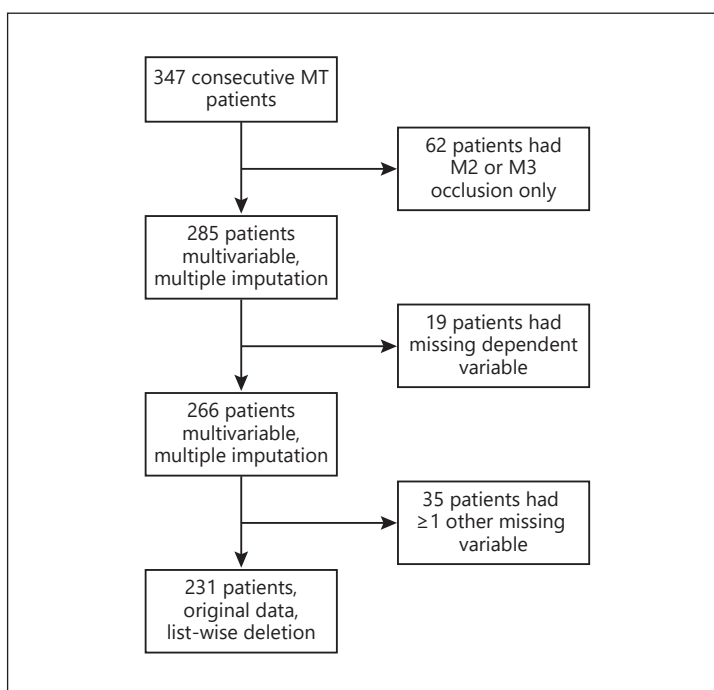 347 consecutive MT
patients
62 patients had
M2 or M3
occlusion only
285 patients
multivariable,
multiple imputation
19 patients had
missing dependent
variable
266 patients
multivariable,
multiple imputation
35 patients had
≥1 other missing
variable
231 patients,
original data,
list-wise deletion